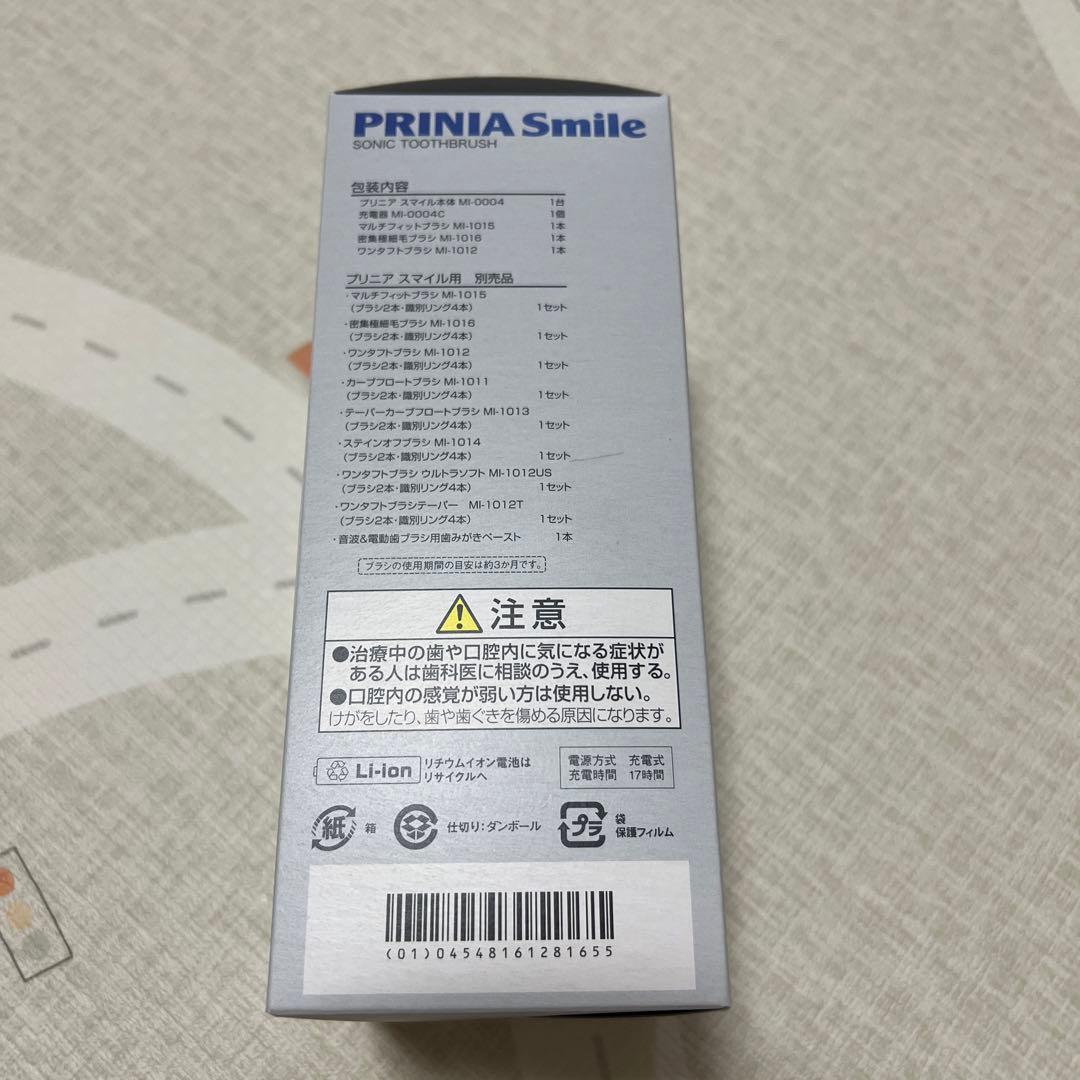 PRINIA Smile
SONIC TOOTHBRUSH
包装内容
プリニア スマイル本体 MI-0004 1台
充電器 MI-0004C 1個
マルチフィットブラシ MI-1015 1本
密集極細毛ブラシ MI-1016 1本
ワンタフトブラシ MI-1012 1本
プリニア スマイル用 別売品
・マルチフィットブラシ MI-1015
(ブラシ2本・識別リング4本) 1セット
・密集極細毛ブラシ MI-1016
(ブラシ2本・識別リング4本) 1セット
・ワンタフトブラシ MI-1012
(ブラシ2本・識別リング4本) 1セット
・カーブフロートブラシ MI-1011
(ブラシ2本・識別リング4本) 1セット
・テーパーカーブフロートブラシ MI-1013
(ブラシ2本・識別リング4本) 1セット
・ステインオフブラシ MI-1014
(ブラシ2本・識別リング4本) 1セット
・ワンタフトブラシ ウルトラソフト MI-1012US
(ブラシ2本・識別リング4本) 1セット
・ワンタフトブラシテーパー MI-1012T
(ブラシ2本・識別リング4本) 1セット
・音波&電動歯ブラシ用歯みがきペースト 1本
ブラシの使用期間の目安は約3か月です。
注意
●治療中の歯や口腔内に気になる症状が
ある人は歯科医に相談のうえ、使用する。
●口腔内の感覚が弱い方は使用しない。
けがをしたり、歯や歯ぐきを傷める原因になります。
Li-ion リチウムイオン電池は
リサイクルへ
電源方式 充電式
充電時間 17時間
紙 箱
仕切り:ダンボール
プラ 袋
保護フィルム
(01)04548161281655